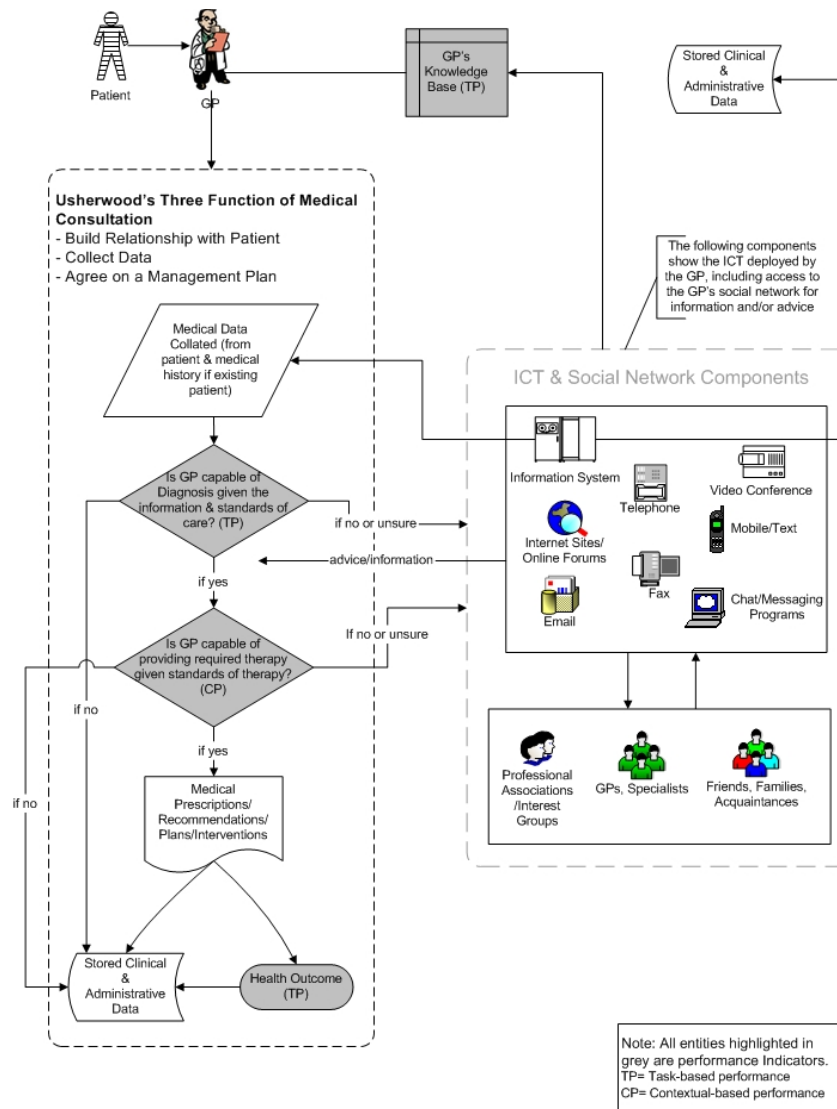 Patient
GP
GP's
Knowledge
Base (TP)
Stored Clinical
&
Administrative
Data
Usherwood's Three Function of Medical
Consultation
- Build Relationship with Patient
- Collect Data
- Agree on a Management Plan
The following components
show the ICT deployed by
the GP, including access to
the GP's social network for
information and/or advice
Medical Data
Collated (from
patient & medical
history if existing
patient)
ICT & Social Network Components
Information System
Telephone
Video Conference
Is GP capable of
Diagnosis given the
information & standards of
care? (TP)
if no or unsure
Internet Sites/
Online Forums
Mobile/Text
advice/information
if yes
Email
Fax
Chat/Messaging
Programs
Is GP capable of
providing required therapy
given standards of therapy?
(CP)
If no or unsure
if no
if yes
if no
Medical
Prescriptions/
Recommendations/
Plans/Interventions
Professional
Associations
/Interest
Groups
GPs, Specialists
Friends, Families,
Acquaintances
Stored Clinical
&
Administrative
Data
Health Outcome
(TP)
Note: All entities highlighted in
grey are performance Indicators.
TP= Task-based performance
CP= Contextual-based performance